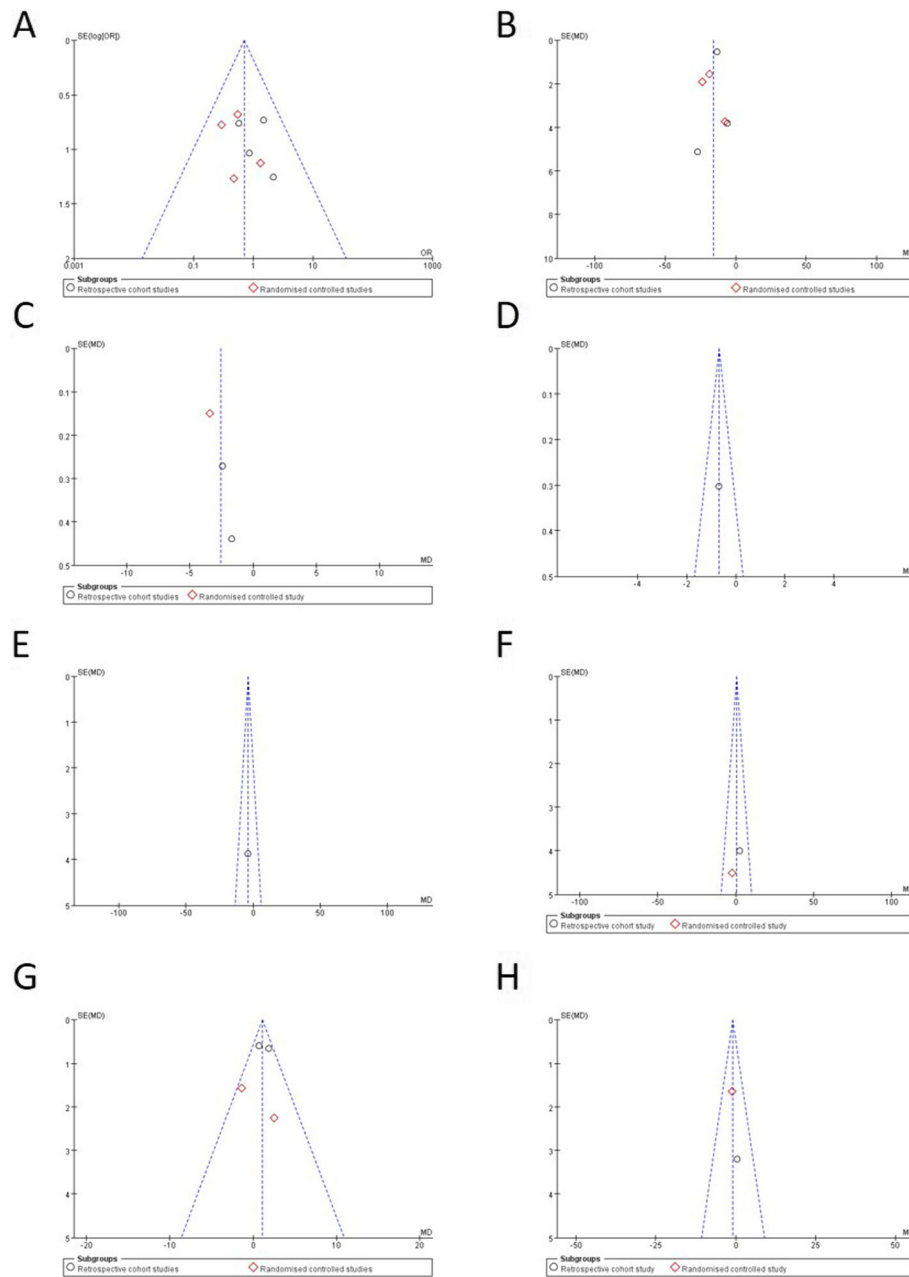 A
SE(log[OR])
0
0.5
1
1.5
2
0.001 0.1 1 10 1000
OR
Subgroups
Retrospective cohort studies Randomised controlled studies
B
SE(MD)
0
2
4
6
8
10
-100 -50 0 50 100
M
Subgroups
Retrospective cohort studies Randomised controlled studies
C
SE(MD)
0
0.1
0.2
0.3
0.4
0.5
-10 -5 0 5 10
MD
Subgroups
Retrospective cohort studies Randomised controlled study
D
SE(MD)
0
0.1
0.2
0.3
0.4
0.5
-4 -2 0 2 4
M
E
SE(MD)
0
1
2
3
4
5
-100 -50 0 50 100
MD
F
SE(MD)
0
1
2
3
4
5
-100 -50 0 50 100
M
Subgroups
Retrospective cohort study Randomised controlled study
G
SE(MD)
0
1
2
3
4
5
-20 -10 0 10 20
MD
Subgroups
Retrospective cohort studies Randomised controlled studies
H
SE(MD)
0
1
2
3
4
5
-50 -25 0 25 50
M
Subgroups
Retrospective cohort study Randomised controlled study